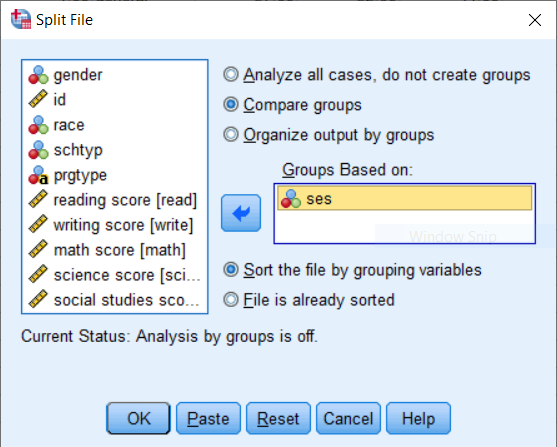 Split File
gender
id
race
schtyp
prgtype
reading score [read]
writing score [write]
math score [math]
science score [sci...
social studies sco...
Analyze all cases, do not create groups
Compare groups
Organize output by groups
Groups Based on:
ses
Window Snip
Sort the file by grouping variables
File is already sorted
Current Status: Analysis by groups is off.
OK Paste Reset Cancel Help